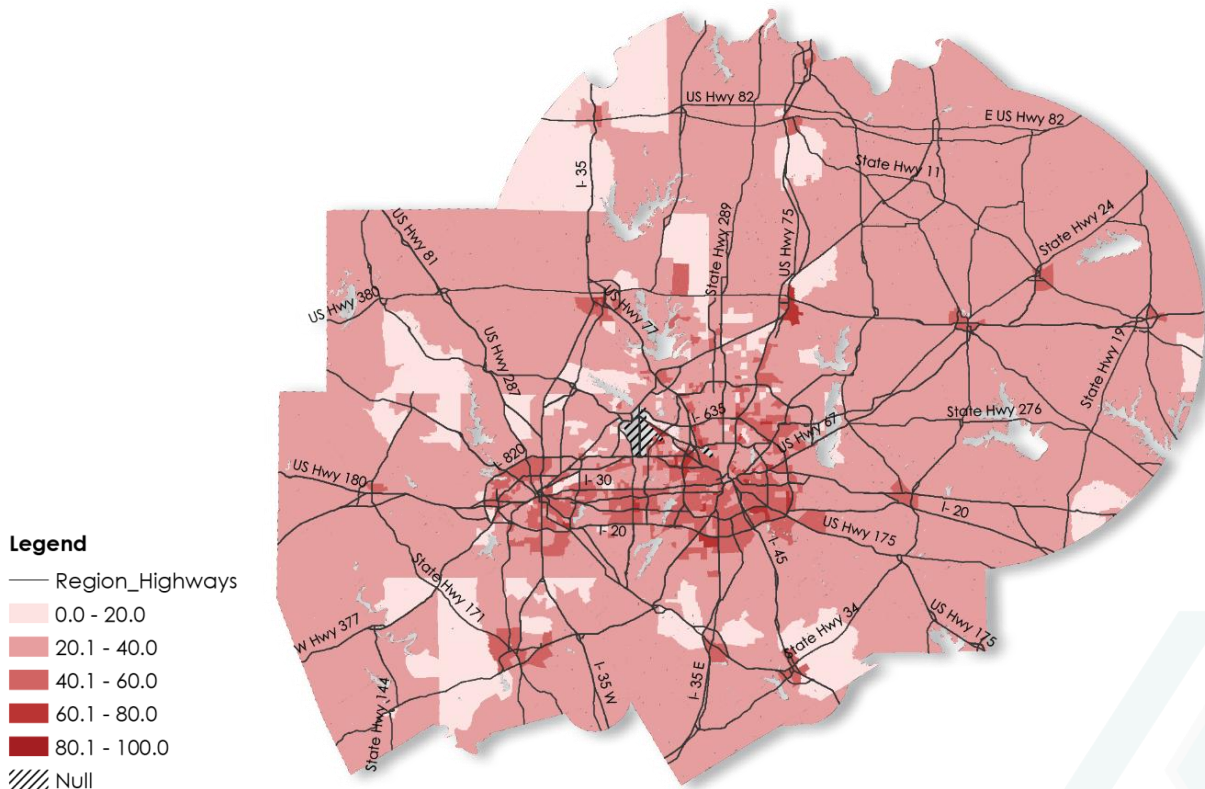 US Hwy 82
E US Hwy 82
State Hwy 11
I- 35
State Hwy 289
US Hwy 75
State Hwy 24
US Hwy 81
US Hwy 380
US Hwy 77
State Hwy 19
US Hwy 287
I- 635
State Hwy 276
US Hwy 67
I- 820
US Hwy 180
I- 30
I- 20
I- 20
US Hwy 175
I- 45
State Hwy 171
State Hwy 34
US Hwy 175
W Hwy 377
I- 35 W
I- 35 E
State Hwy 144
Legend
Region_Highways
0.0 - 20.0
20.1 - 40.0
40.1 - 60.0
60.1 - 80.0
80.1 - 100.0
Null